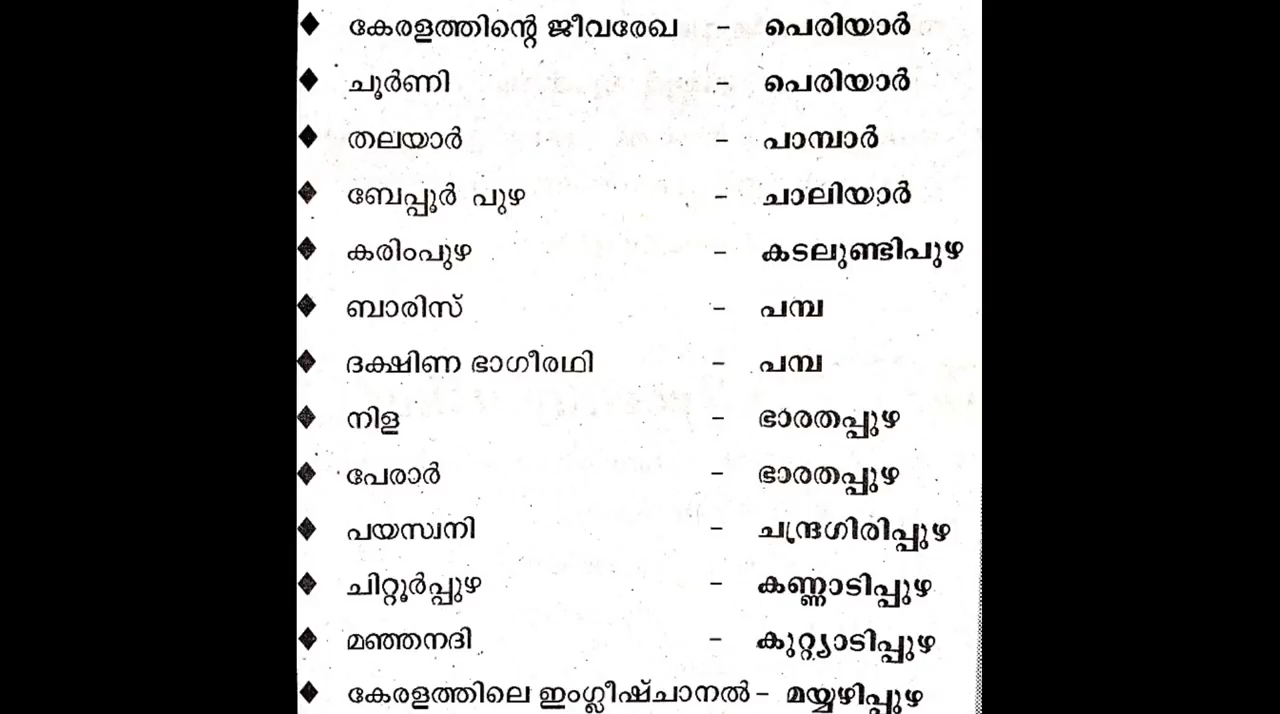 ◆ കേരളത്തിന്റെ ജീവരേഖ - പെരിയാർ
◆ ചൂർണി - പെരിയാർ
◆ തലയാർ - പാമ്പാർ
◆ ബേപ്പൂർ പുഴ - ചാലിയാർ
◆ കരിംപുഴ - കടലുണ്ടിപുഴ
◆ ബാരിസ് - പമ്പ
◆ ദക്ഷിണ ഭാഗീരഥി - പമ്പ
◆ നിള - ഭാരതപ്പുഴ
◆ പേരാർ - ഭാരതപ്പുഴ
◆ പയസ്വനി - ചന്ദ്രഗിരിപ്പുഴ
◆ ചിറ്റൂർപ്പുഴ - കണ്ണാടിപ്പുഴ
◆ മഞ്ഞനദി - കുറ്റ്യാടിപ്പുഴ
◆ കേരളത്തിലെ ഇംഗ്ലീഷ്ചാനൽ - മയ്യഴിപ്പുഴ